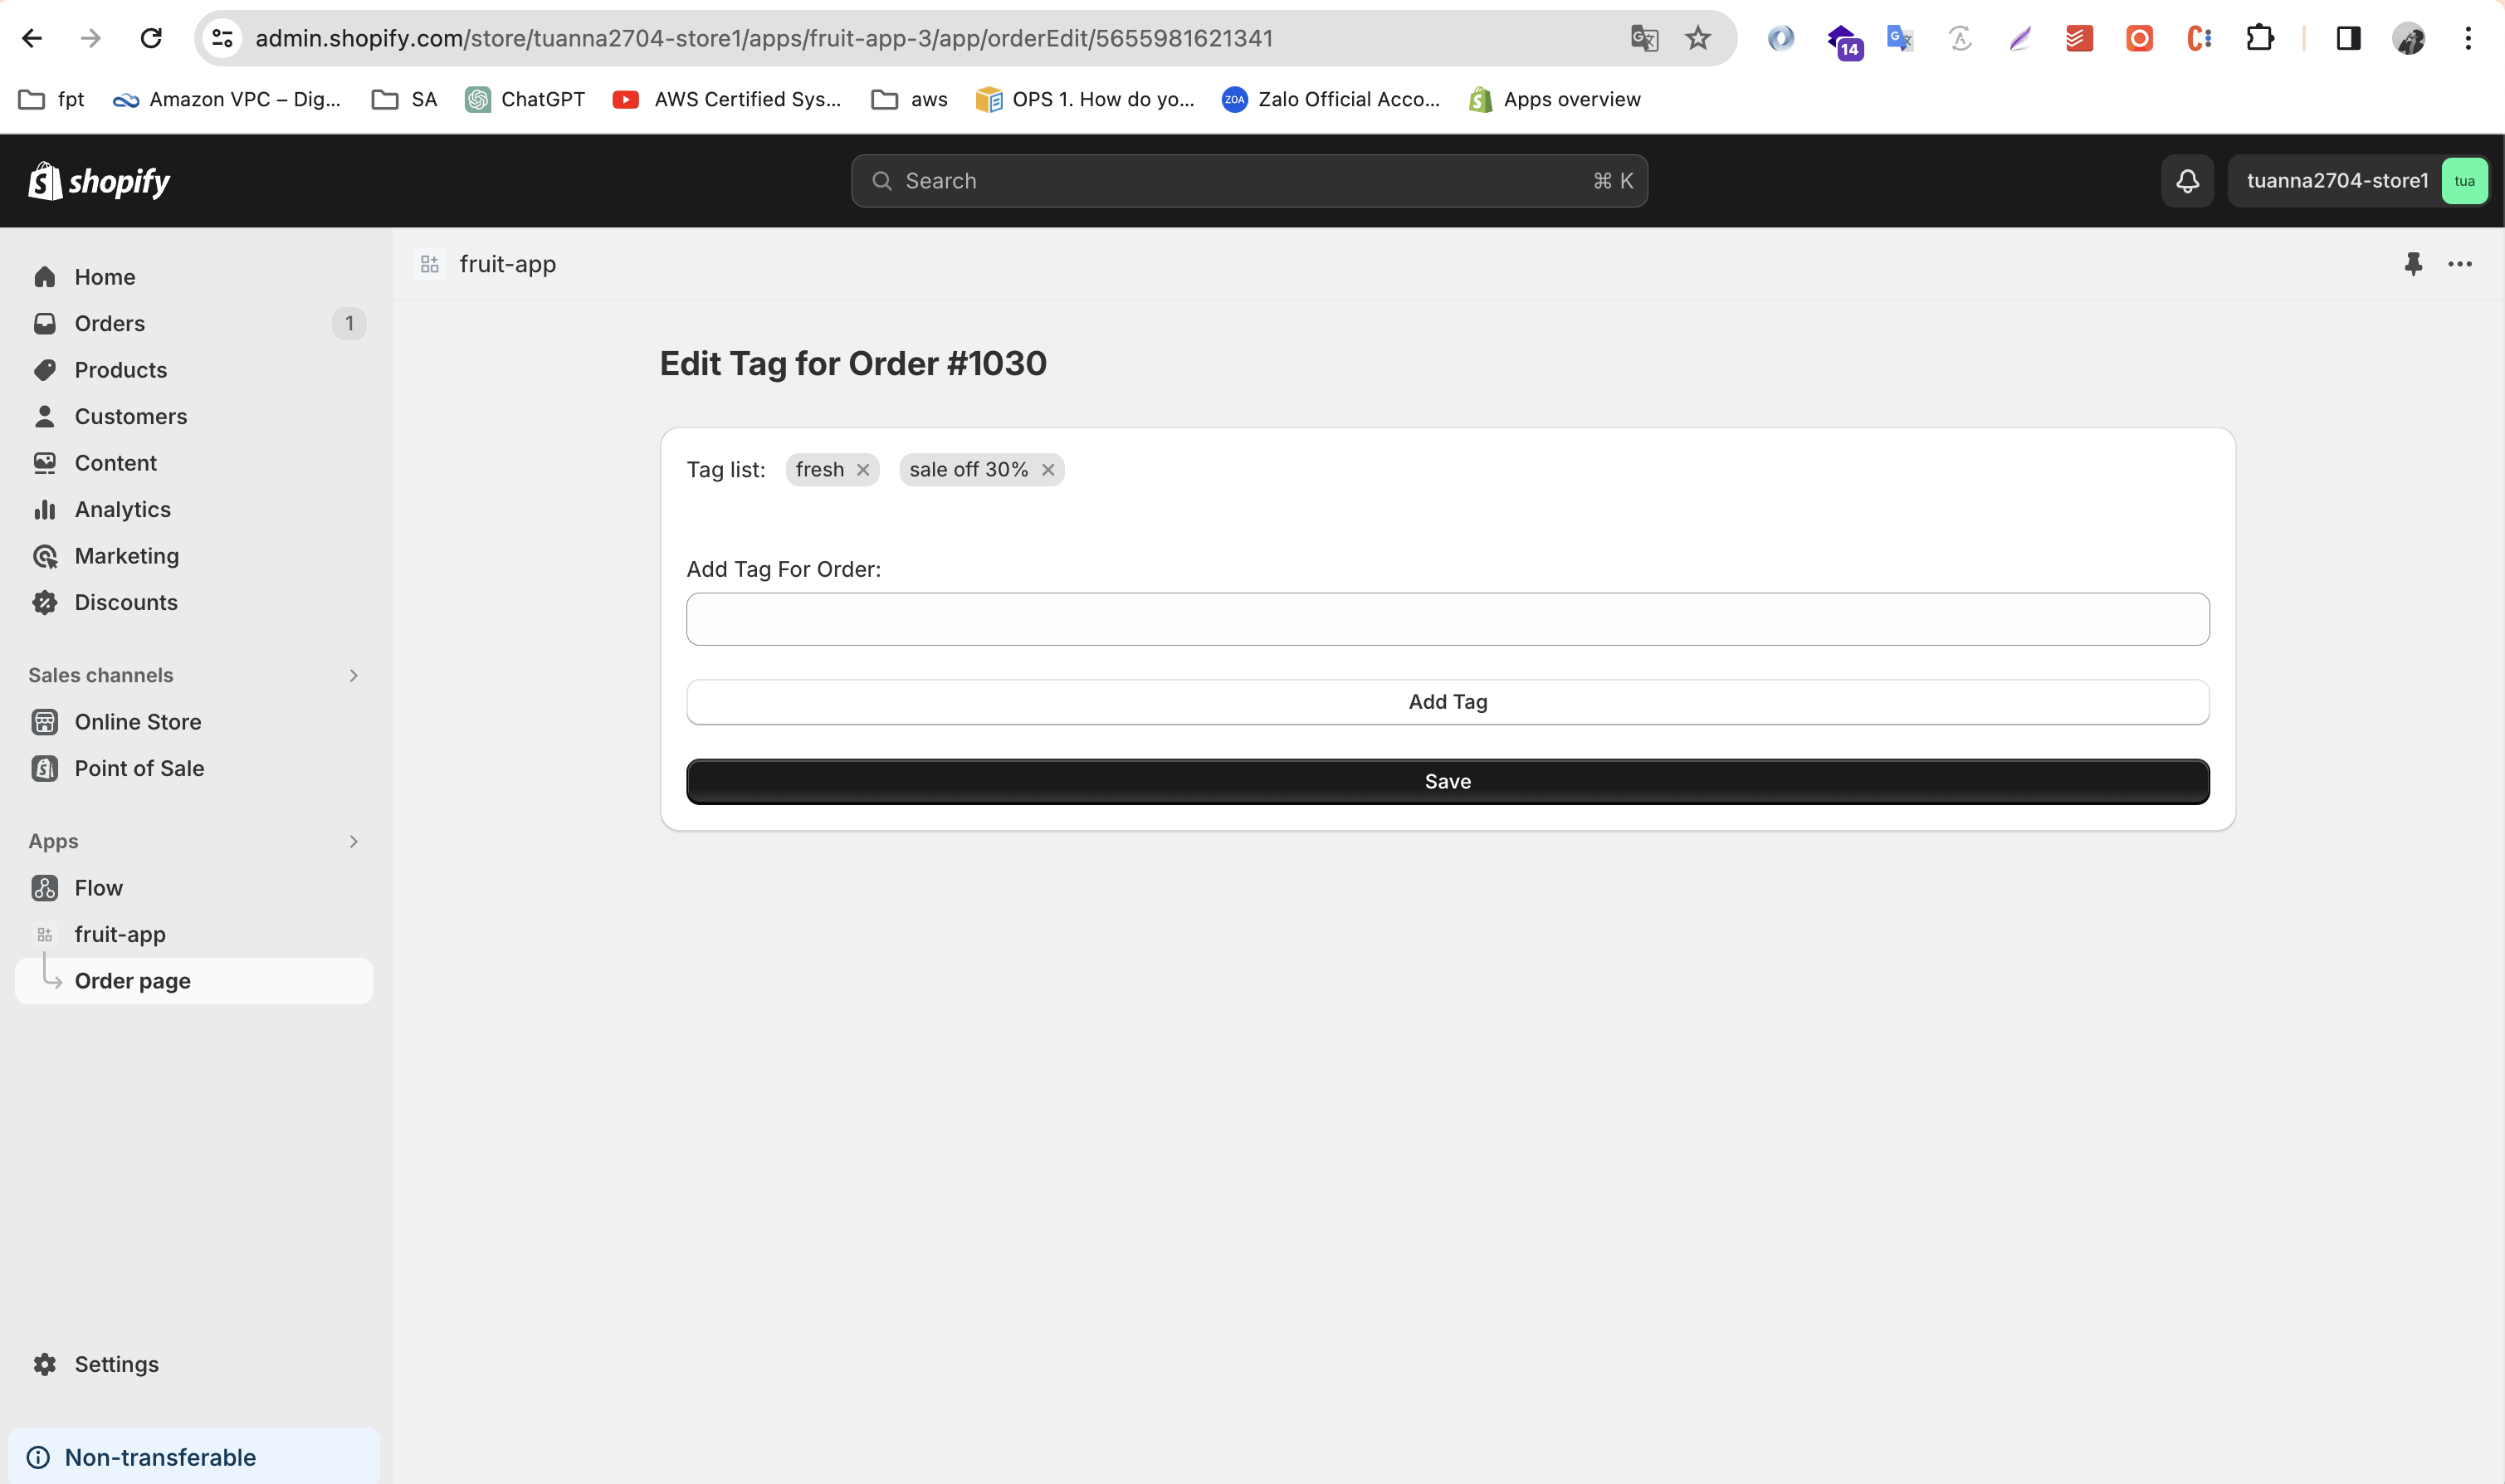 admin.shopify.com/store/tuanna2704-store1/apps/fruit-app-3/app/orderEdit/5655981621341
14
fpt
Amazon VPC – Dig...
SA
ChatGPT
AWS Certified Sys...
aws
OPS 1. How do yo...
ZOA
Zalo Official Acco...
Apps overview
shopify
Search
⌘ K
tuanna2704-store1
tua
Home
Orders
1
Products
Customers
Content
Analytics
Marketing
Discounts
Sales channels
Online Store
Point of Sale
Apps
Flow
fruit-app
Order page
Settings
Non-transferable
fruit-app
Edit Tag for Order #1030
Tag list:
fresh
sale off 30%
Add Tag For Order:
Add Tag
Save